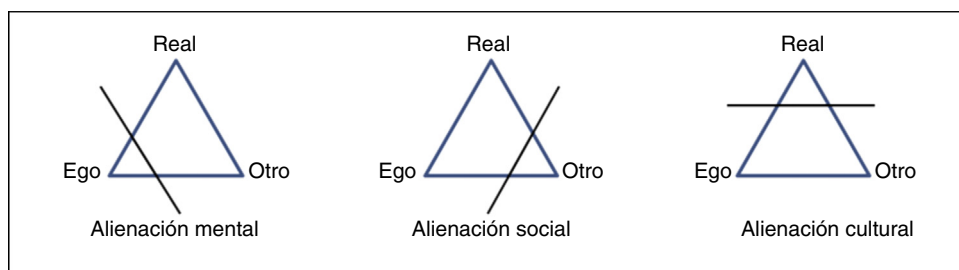 Real
Ego Otro
Alienación mental
Real
Ego Otro
Alienación social
Real
Ego Otro
Alienación cultural